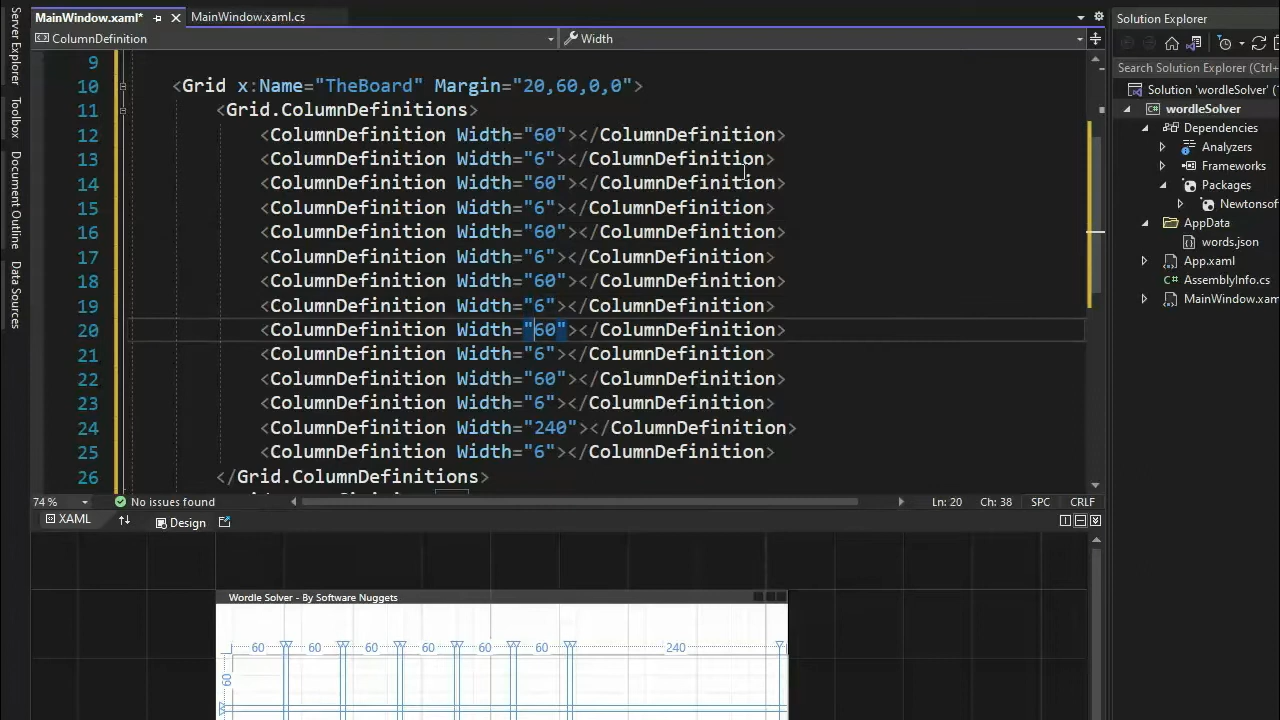 MainWindow.xaml*
MainWindow.xaml.cs
Solution Explorer
ColumnDefinition
Width
Search Solution Explorer (Ctrl+
Server Explorer
Toolbox
Document Outline
Data Sources
9
10 <Grid x:Name="TheBoard" Margin="20,60,0,0">
11 <Grid.ColumnDefinitions>
12 <ColumnDefinition Width="60"></ColumnDefinition>
13 <ColumnDefinition Width="6"></ColumnDefinition>
14 <ColumnDefinition Width="60"></ColumnDefinition>
15 <ColumnDefinition Width="6"></ColumnDefinition>
16 <ColumnDefinition Width="60"></ColumnDefinition>
17 <ColumnDefinition Width="6"></ColumnDefinition>
18 <ColumnDefinition Width="60"></ColumnDefinition>
19 <ColumnDefinition Width="6"></ColumnDefinition>
20 <ColumnDefinition Width="60"></ColumnDefinition>
21 <ColumnDefinition Width="6"></ColumnDefinition>
22 <ColumnDefinition Width="60"></ColumnDefinition>
23 <ColumnDefinition Width="6"></ColumnDefinition>
24 <ColumnDefinition Width="240"></ColumnDefinition>
25 <ColumnDefinition Width="6"></ColumnDefinition>
26 </Grid.ColumnDefinitions>
Solution 'wordleSolver' (
C# wordleSolver
Dependencies
Analyzers
Frameworks
Packages
Newtonsof
AppData
words.json
App.xaml
C# AssemblyInfo.cs
MainWindow.xam
74 % No issues found Ln: 20 Ch: 38 SPC CRLF
XAML Design
Wordle Solver - By Software Nuggets
60 60 60 60 60 60 240
60